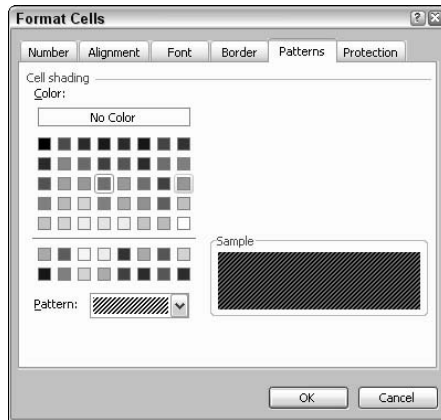 Format Cells
Number Alignment Font Border Patterns Protection
Cell shading
Color:
No Color
Sample
Pattern:
OK Cancel